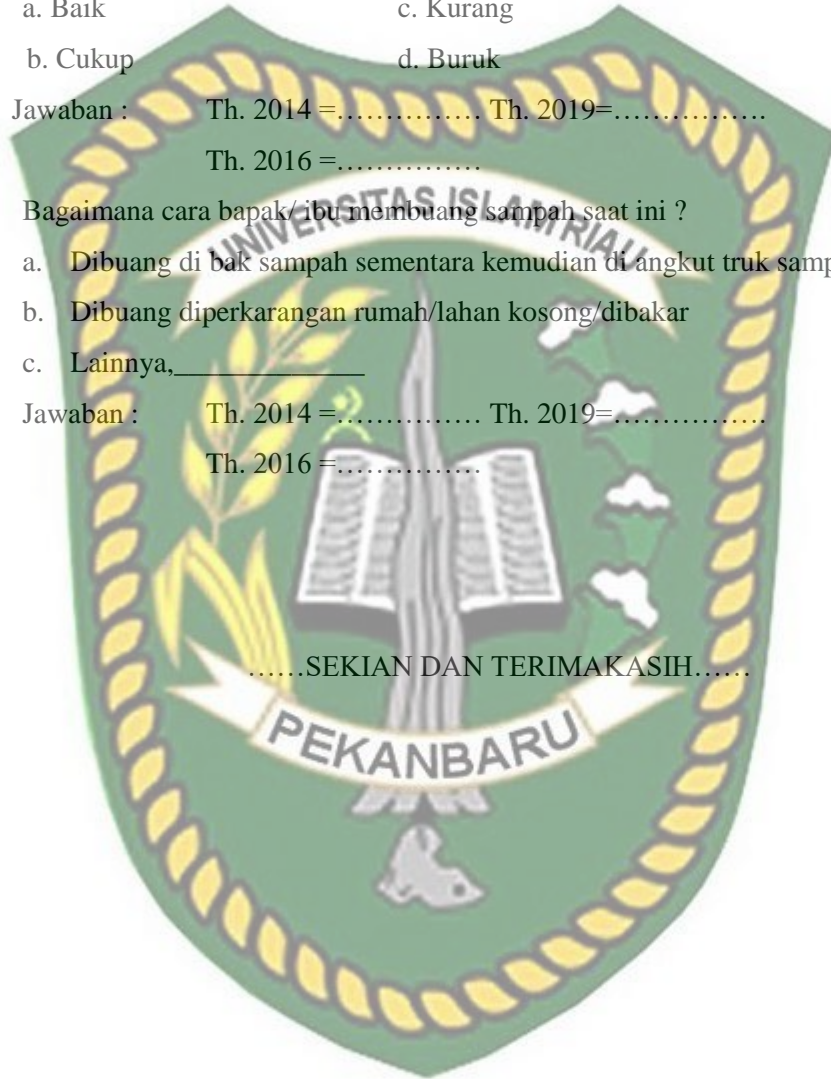 a. Baik c. Kurang
b. Cukup d. Buruk
Jawaban : Th. 2014 =…………… Th. 2019=…………….
Th. 2016 =……………
UNIVERSITAS ISLAM RIAU
Bagaimana cara bapak/ ibu membuang sampah saat ini ?
a. Dibuang di bak sampah sementara kemudian di angkut truk samp
b. Dibuang diperkarangan rumah/lahan kosong/dibakar
c. Lainnya,_____________
Jawaban : Th. 2014 =…………… Th. 2019=…………….
Th. 2016 =……………
……SEKIAN DAN TERIMAKASIH……
PEKANBARU